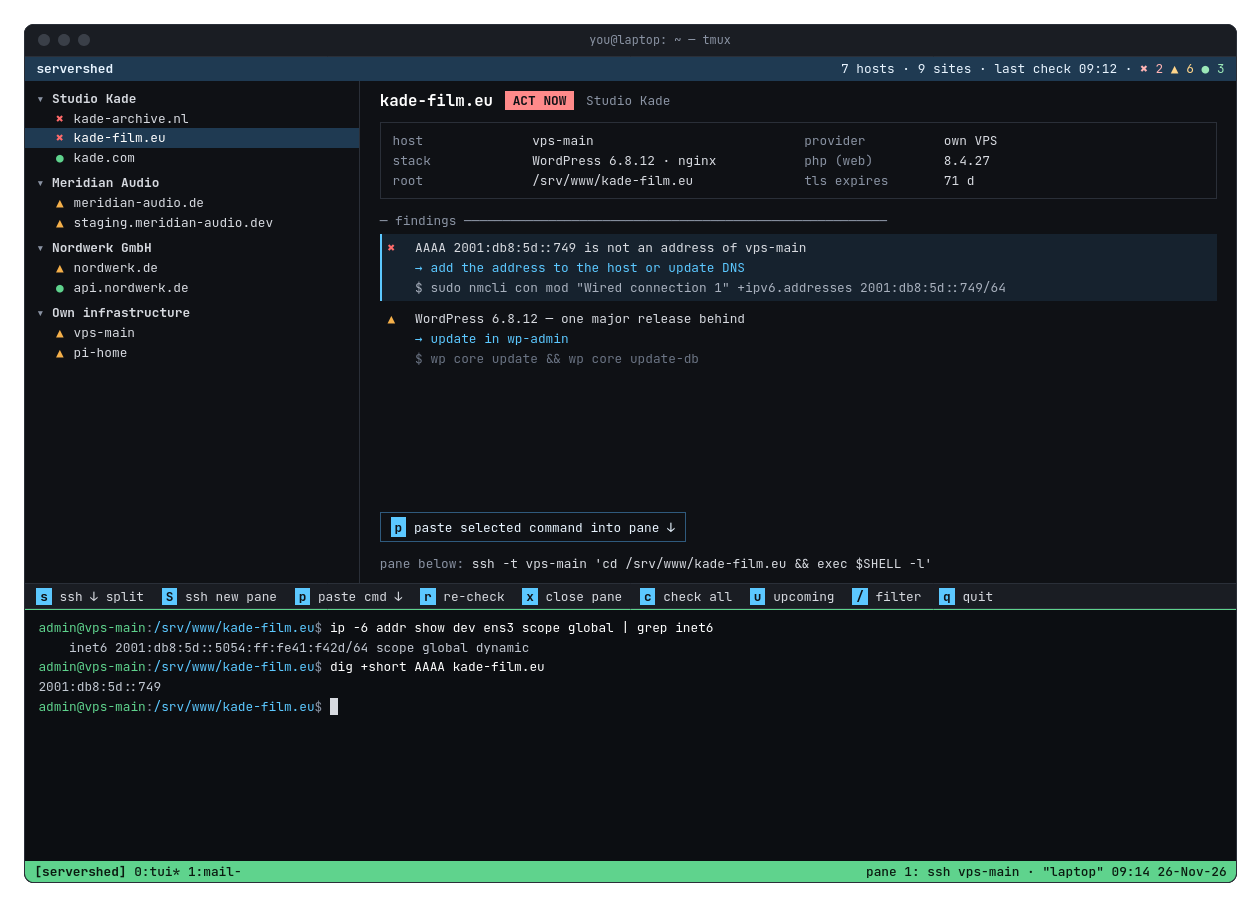 you@laptop: ~ — tmux
servershed
7 hosts · 9 sites · last check 09:12 · ✖ 2 ▲ 6 ● 3
▾ Studio Kade
✖ kade-archive.nl
✖ kade-film.eu
● kade.com
▾ Meridian Audio
▲ meridian-audio.de
▲ staging.meridian-audio.dev
▾ Nordwerk GmbH
▲ nordwerk.de
● api.nordwerk.de
▾ Own infrastructure
▲ vps-main
▲ pi-home
kade-film.eu ACT NOW Studio Kade
host vps-main provider own VPS
stack WordPress 6.8.12 · nginx php (web) 8.4.27
root /srv/www/kade-film.eu tls expires 71 d
— findings
✖ AAAA 2001:db8:5d::749 is not an address of vps-main
→ add the address to the host or update DNS
$ sudo nmcli con mod "Wired connection 1" +ipv6.addresses 2001:db8:5d::749/64
▲ WordPress 6.8.12 — one major release behind
→ update in wp-admin
$ wp core update && wp core update-db
p paste selected command into pane ↓
pane below: ssh -t vps-main 'cd /srv/www/kade-film.eu && exec $SHELL -l'
s ssh ↓ split S ssh new pane p paste cmd ↓ r re-check x close pane c check all u upcoming / filter q quit
admin@vps-main:/srv/www/kade-film.eu$ ip -6 addr show dev ens3 scope global | grep inet6
inet6 2001:db8:5d::5054:ff:fe41:f42d/64 scope global dynamic
admin@vps-main:/srv/www/kade-film.eu$ dig +short AAAA kade-film.eu
2001:db8:5d::749
admin@vps-main:/srv/www/kade-film.eu$
[servershed] 0:tui* 1:mail-
pane 1: ssh vps-main · "laptop" 09:14 26-Nov-26